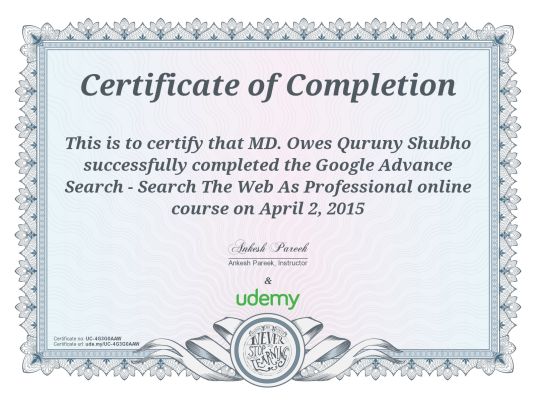 Certificate of Completion
This is to certify that MD. Owes Quruny Shubho
successfully completed the Google Advance
Search - Search The Web As Professional online
course on April 2, 2015
Ankesh Pareek
Ankesh Pareek, Instructor
&
udemy
Certificate no: UC-4G3G6AAW
Certificate url: ude.my/UC-4G3G6AAW
NEVER
STOP
LEARNING